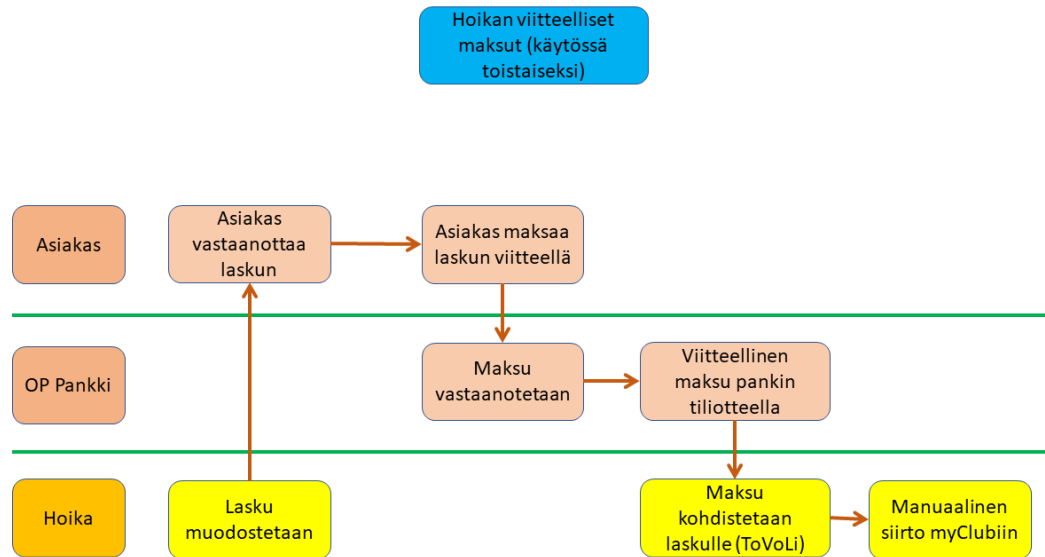 Hoikan viitteelliset
maksut (käytössä
toistaiseksi)
Asiakas
Asiakas
vastaanottaa
laskun
Asiakas maksaa
laskun viitteellä
OP Pankki
Maksu
vastaanotetaan
Viitteellinen
maksu pankin
tiliotteella
Hoika
Lasku
muodostetaan
Maksu
kohdistetaan
laskulle (ToVoLi)
Manuaalinen
siirto myClubiin